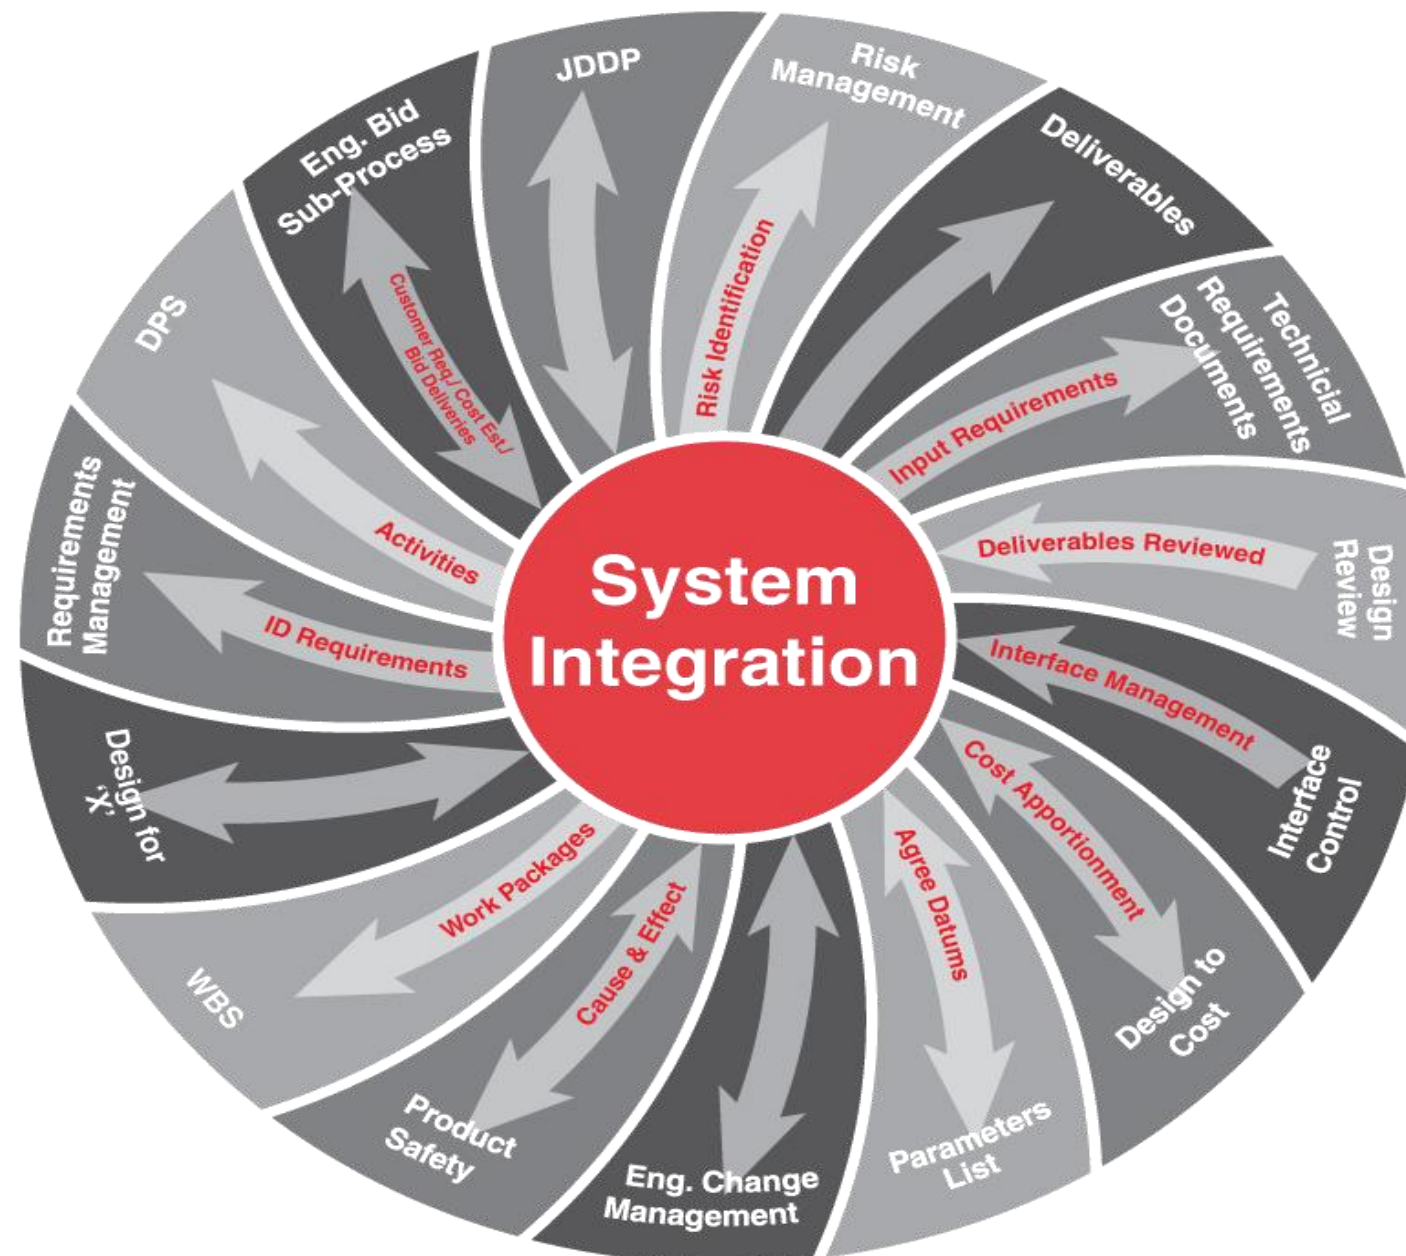 System
Integration
JDDP
Risk
Management
Risk Identification
Deliverables
Technicial
Requirements
Documents
Input Requirements
Design
Review
Deliverables Reviewed
Interface
Control
Interface Management
Design to
Cost
Cost Apportionment
Parameters
List
Agree Datums
Eng. Change
Management
Product
Safety
Cause & Effect
WBS
Work Packages
Design for
'X'
Requirements
Management
ID Requirements
DPS
Activities
Eng. Bid
Sub-Process
Customer Req./ Cost Est./
Bid Deliveries